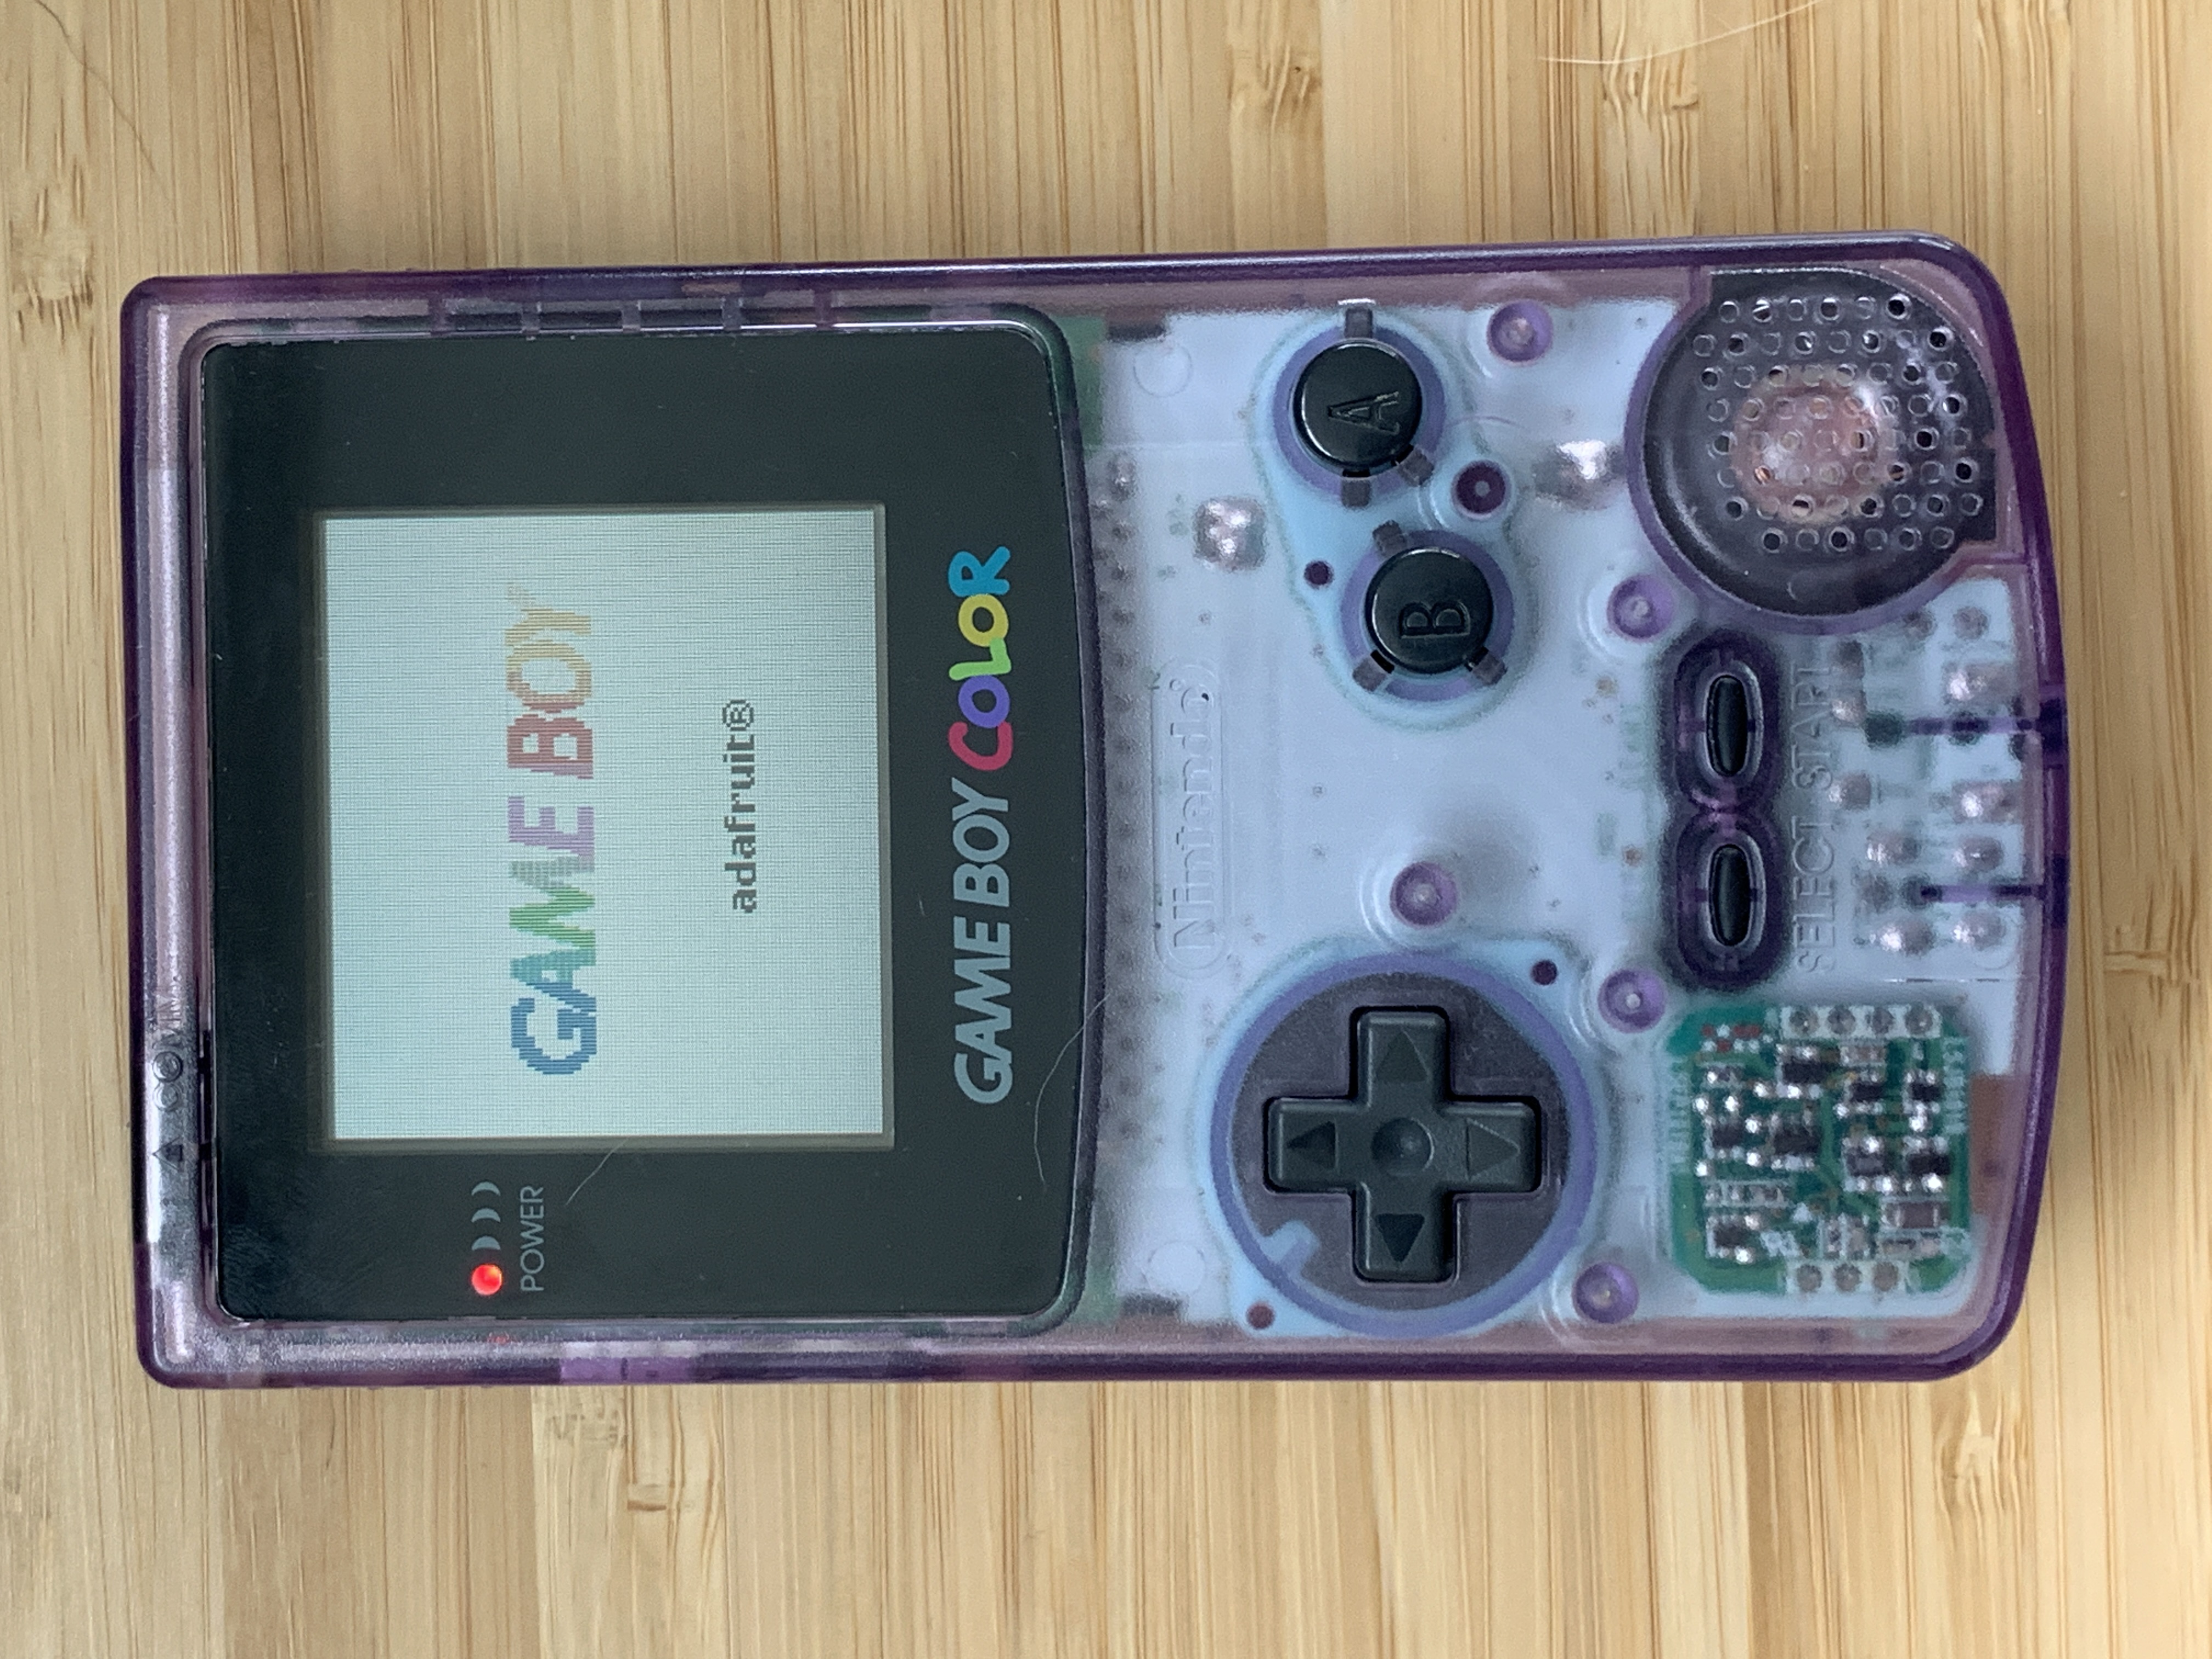 COMM.
POWER
GAME BOY
adafruit®
GAME BOY COLOR
Nintendo®
A
B
SELECT START